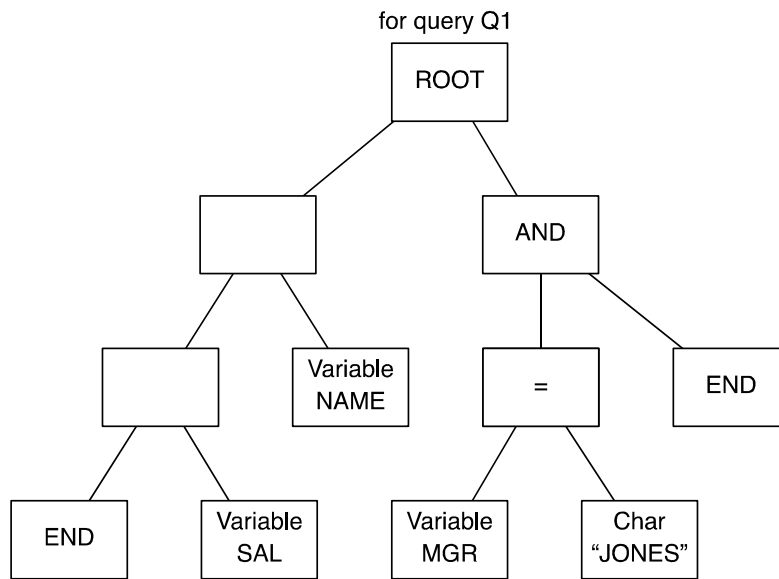 for query Q1
ROOT
AND
Variable
NAME
=
END
END
Variable
SAL
Variable
MGR
Char
“JONES”